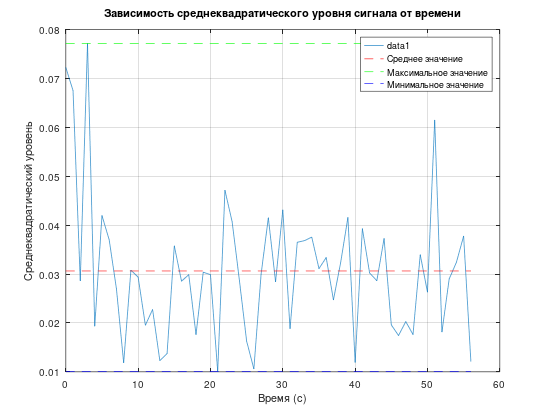 Зависимость среднеквадратического уровня сигнала от времени
0.08
0.07
0.06
0.05
0.04
0.03
0.02
0.01
Среднеквадратический уровень
data1
Среднее значение
Максимальное значение
Минимальное значение
0 10 20 30 40 50 60
Время (с)